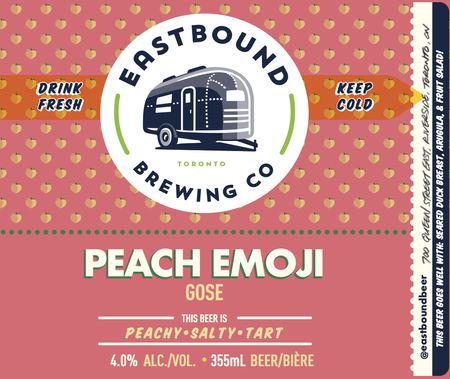 EASTBOUND
DRINK
FRESH
KEEP
COLD
TORONTO
BREWING CO
PEACH EMOJI
GOSE
THIS BEER IS
PEACHY•SALTY•TART
4.0% ALC./VOL. • 355mL BEER/BIÈRE
@eastboundbeer
700 QUEEN STREET EAST, RIVERSIDE, TORONTO, ON
THIS BEER GOES WELL WITH: SEARED DUCK BREAST, ARUGULA, & FRUIT SALAD!